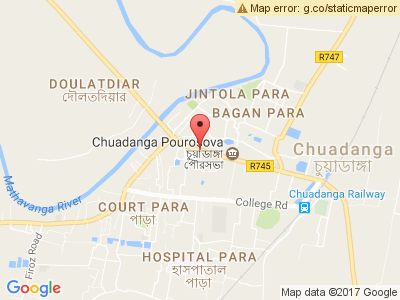 Map error: g.co/staticmaperror
R747
DOULATDIAR
দৌলতদিয়ার
JINTOLA PARA
BAGAN PARA
Chuadanga Pourosova
চুয়াডাঙ্গা
পৌরসভা
Chuadanga
চুয়াডাঙ্গা
R745
Chuadanga Railway
Mathavanga River
COURT PARA
পাড়া
College Rd
Firoz Road
HOSPITAL PARA
হাসপাতাল
পাড়া
Google
Map data ©2017 Google